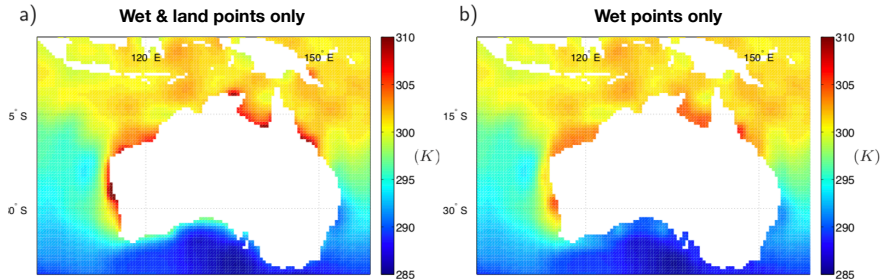 a) Wet & land points only
b) Wet points only
120° E 150° E
5° S
0° S
310
305
300
295
290
285
(K)
120° E 150° E
15° S
30° S
310
305
300
295
290
285
(K)